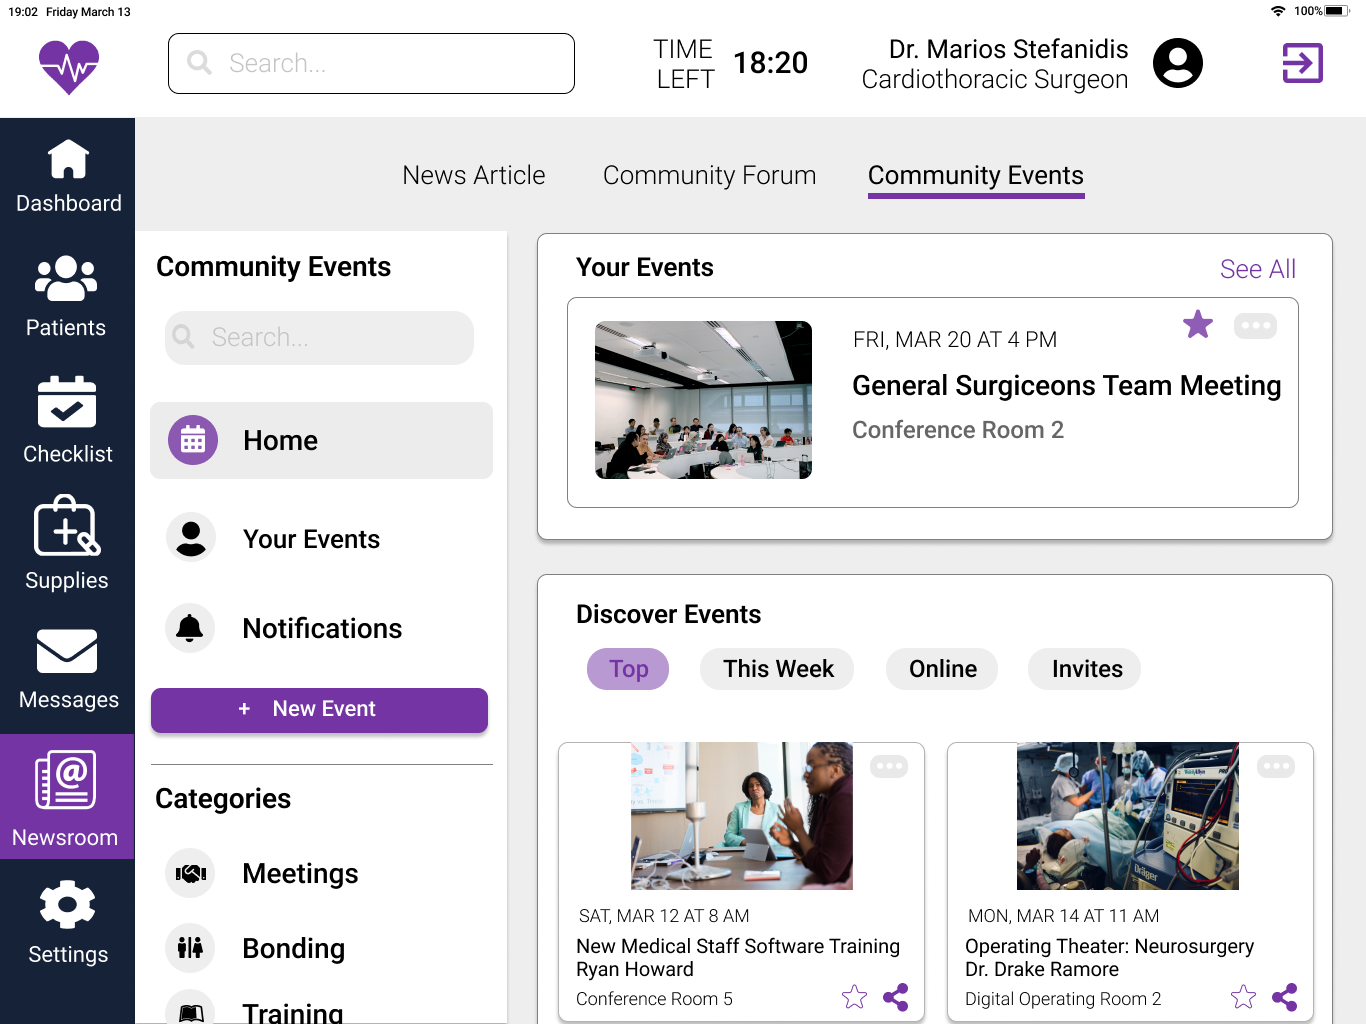 19:02 Friday March 13
100%
Search...
TIME
LEFT
18:20
Dr. Marios Stefanidis
Cardiothoracic Surgeon
Dashboard
Patients
Checklist
Supplies
Messages
Newsroom
Settings
News Article
Community Forum
Community Events
Community Events
Search...
Home
Your Events
Notifications
+ New Event
Categories
Meetings
Bonding
Training
Your Events
See All
FRI, MAR 20 AT 4 PM
General Surgiceons Team Meeting
Conference Room 2
Discover Events
Top
This Week
Online
Invites
SAT, MAR 12 AT 8 AM
New Medical Staff Software Training
Ryan Howard
Conference Room 5
Dräger
MON, MAR 14 AT 11 AM
Operating Theater: Neurosurgery
Dr. Drake Ramore
Digital Operating Room 2